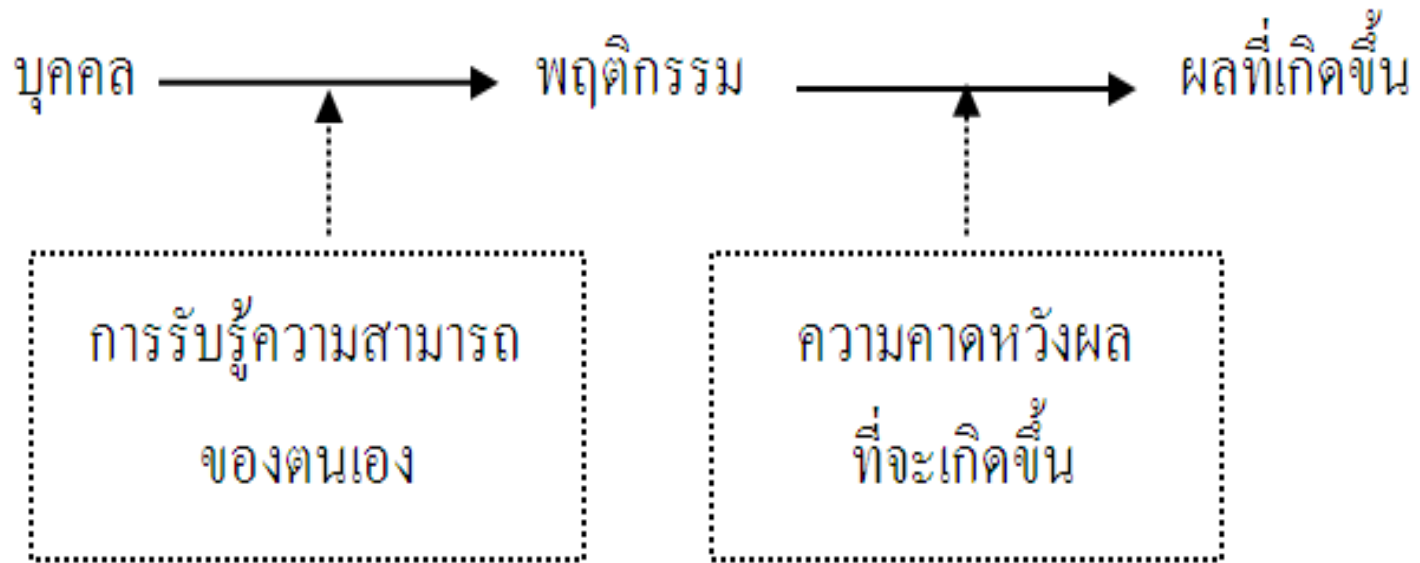 บุคคล พฤติกรรม ผลที่เกิดขึ้น
การรับรู้ความสามารถ
ของตนเอง
ความคาดหวังผล
ที่จะเกิดขึ้น